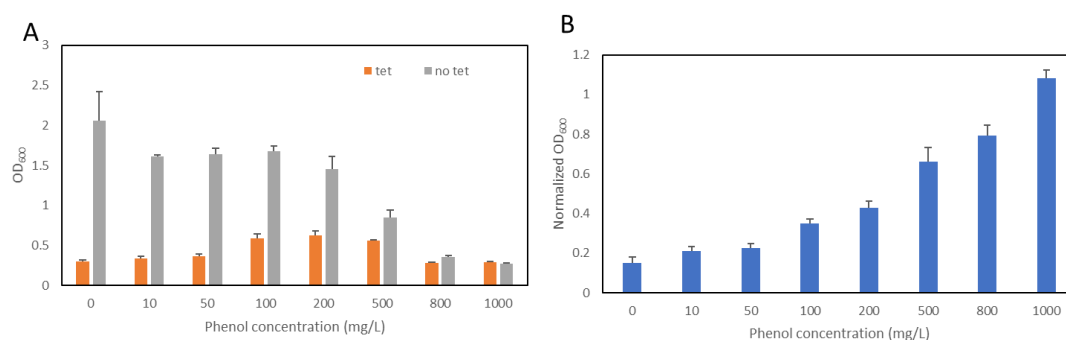 A
3
2.5
2
1.5
1
0.5
0
OD₆₀₀
tet
no tet
0 10 50 100 200 500 800 1000
Phenol concentration (mg/L)
B
1.2
1
0.8
0.6
0.4
0.2
0
Normalized OD₆₀₀
0 10 50 100 200 500 800 1000
Phenol concentration (mg/L)